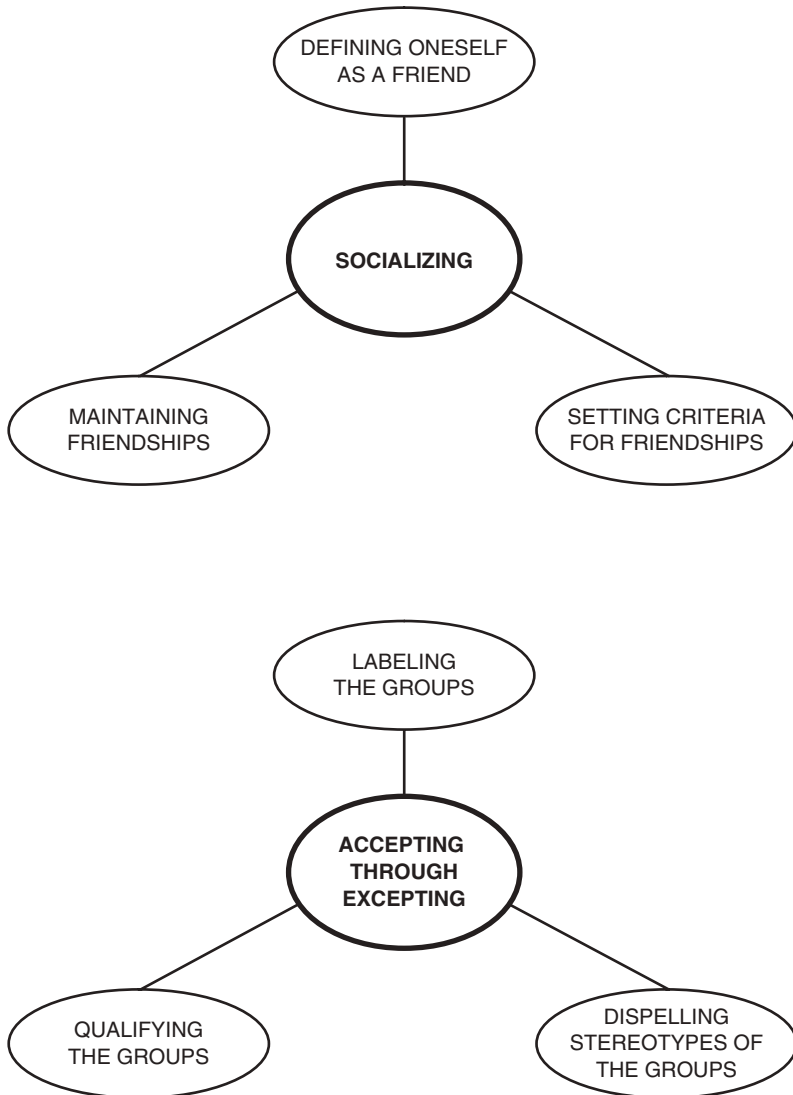 DEFINING ONESELF
AS A FRIEND
SOCIALIZING
MAINTAINING
FRIENDSHIPS
SETTING CRITERIA
FOR FRIENDSHIPS
LABELING
THE GROUPS
ACCEPTING
THROUGH
EXCEPTING
QUALIFYING
THE GROUPS
DISPELLING
STEREOTYPES OF
THE GROUPS